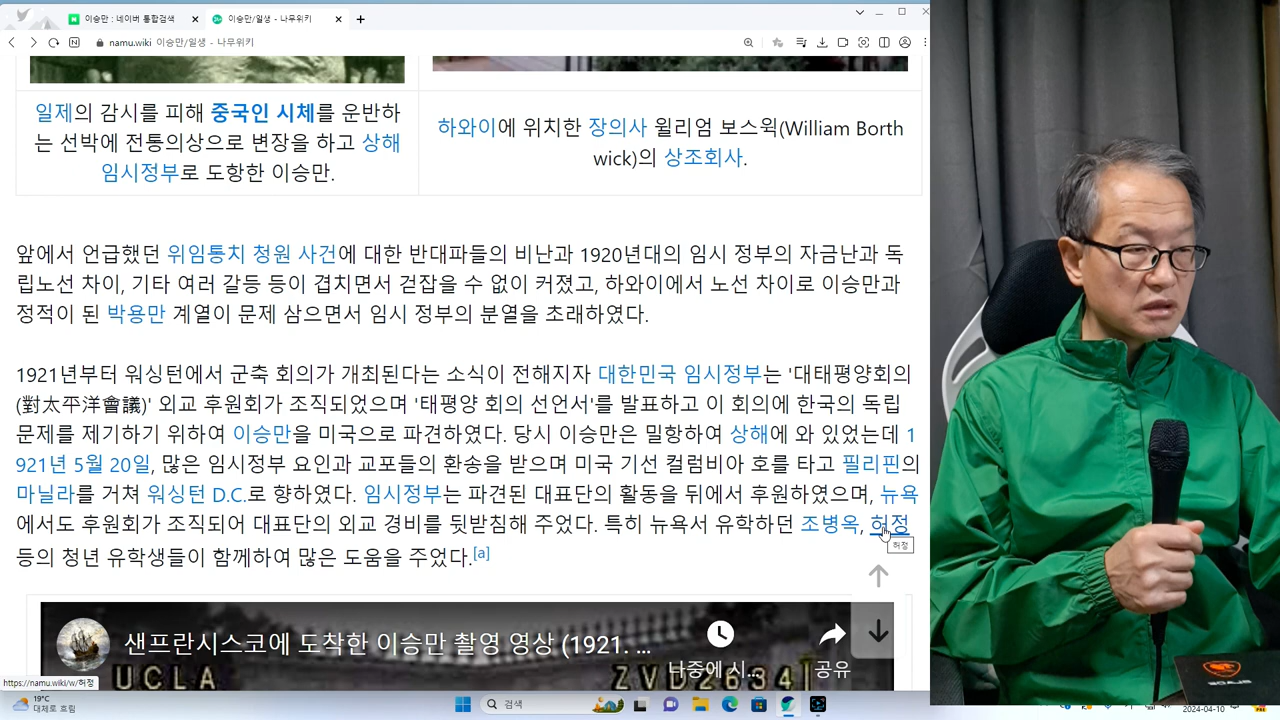 이승만 : 네이버 통합검색
이승만/일생 - 나무위키
namu.wiki 이승만/일생 - 나무위키
일제의 감시를 피해 중국인 시체를 운반하
는 선박에 전통의상으로 변장을 하고 상해
임시정부로 도항한 이승만.
하와이에 위치한 장의사 윌리엄 보스윅(William Borth
wick)의 상조회사.
앞에서 언급했던 위임통치 청원 사건에 대한 반대파들의 비난과 1920년대의 임시 정부의 자금난과 독
립노선 차이, 기타 여러 갈등 등이 겹치면서 걷잡을 수 없이 커졌고, 하와이에서 노선 차이로 이승만과
정적이 된 박용만 계열이 문제 삼으면서 임시 정부의 분열을 초래하였다.
1921년부터 워싱턴에서 군축 회의가 개최된다는 소식이 전해지자 대한민국 임시정부는 '대태평양회의
(對太平洋會議)' 외교 후원회가 조직되었으며 '태평양 회의 선언서'를 발표하고 이 회의에 한국의 독립
문제를 제기하기 위하여 이승만을 미국으로 파견하였다. 당시 이승만은 밀항하여 상해에 와 있었는데 1
921년 5월 20일, 많은 임시정부 요인과 교포들의 환송을 받으며 미국 기선 컬럼비아 호를 타고 필리핀의
마닐라를 거쳐 워싱턴 D.C.로 향하였다. 임시정부는 파견된 대표단의 활동을 뒤에서 후원하였으며, 뉴욕
에서도 후원회가 조직되어 대표단의 외교 경비를 뒷받침해 주었다. 특히 뉴욕서 유학하던 조병옥, 허정
허정
등의 청년 유학생들이 함께하여 많은 도움을 주었다.[a]
샌프란시스코에 도착한 이승만 촬영 영상 (1921. ...
나중에 시...
공유
UCLA
ZVD2634
https://namu.wiki/w/허정
19°C
대체로 흐림
검색
2024-04-10